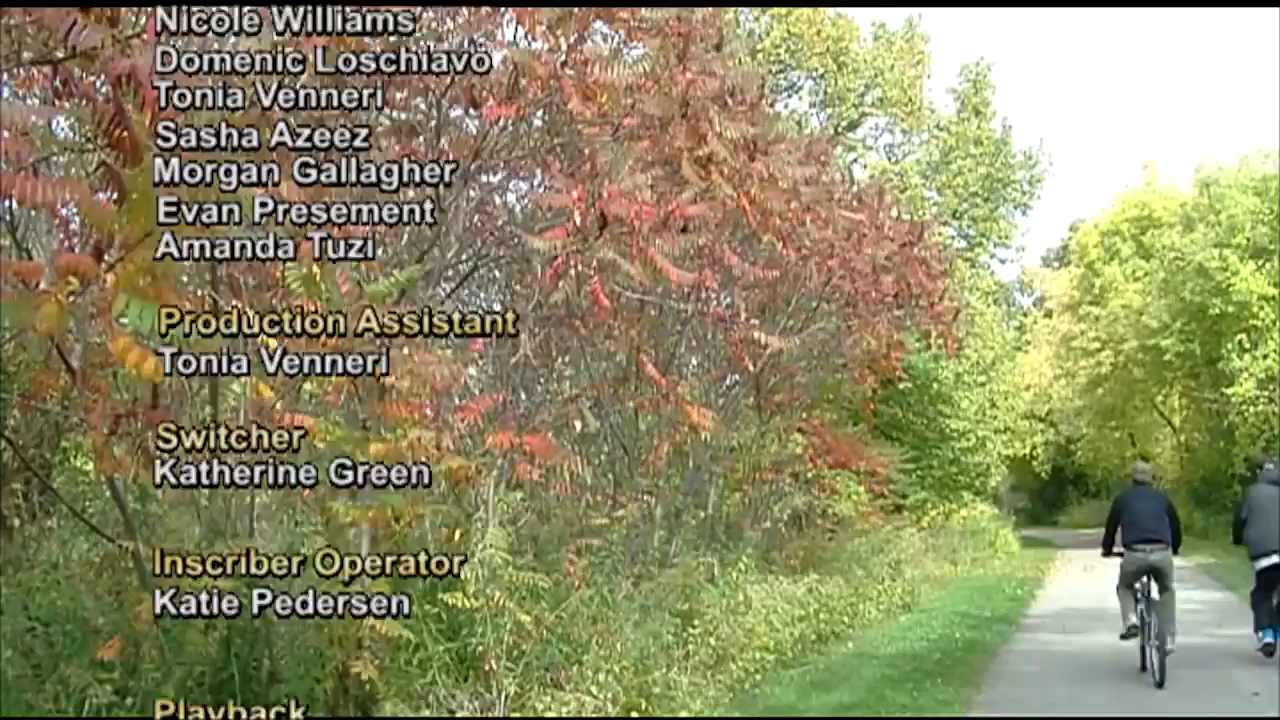 Nicole Williams
Domenic Loschiavo
Tonia Venneri
Sasha Azeez
Morgan Gallagher
Evan Presement
Amanda Tuzi
Production Assistant
Tonia Venneri
Switcher
Katherine Green
Inscriber Operator
Katie Pedersen
Playback